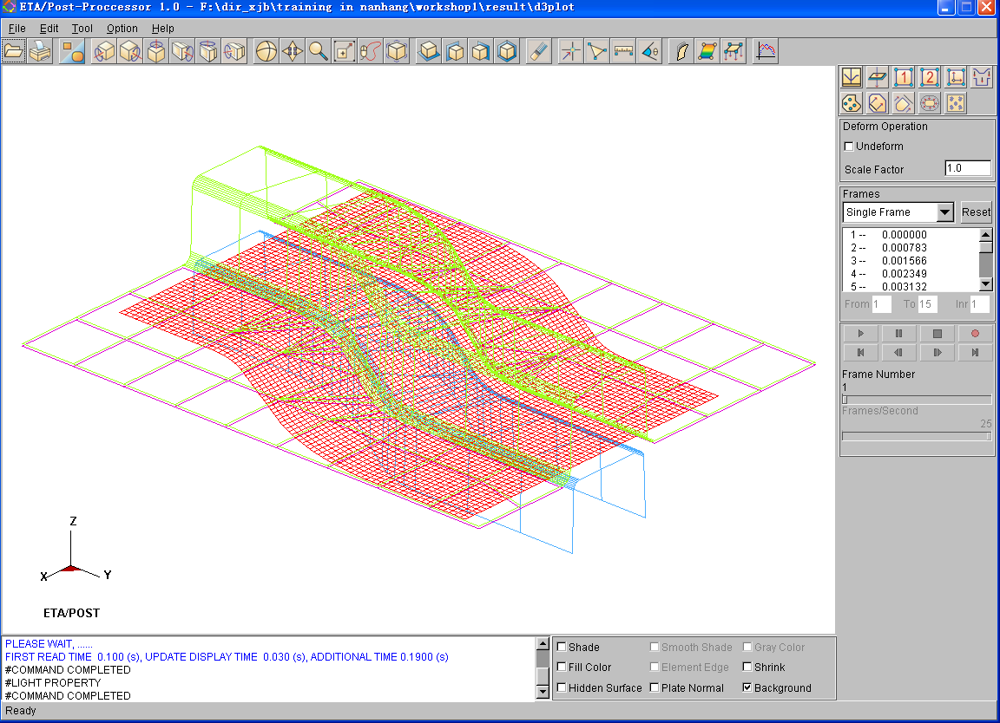 ETA/Post-Proccessor 1.0 - F:\dir_xjb\training in nanhang\workshop1\result\d3plot
File Edit Tool Option Help
1 2
Deform Operation
Undeform
Scale Factor 1.0
Frames
Single Frame Reset
1 -- 0.000000
2 -- 0.000783
3 -- 0.001566
4 -- 0.002349
5 -- 0.003132
From 1 To 15 Inr 1
Frame Number
1
Frames/Second
25
Z
X Y
ETA/POST
PLEASE WAIT, ......
FIRST READ TIME 0.100 (s), UPDATE DISPLAY TIME 0.030 (s), ADDITIONAL TIME 0.1900 (s)
#COMMAND COMPLETED
#LIGHT PROPERTY
#COMMAND COMPLETED
Shade Smooth Shade Gray Color
Fill Color Element Edge Shrink
Hidden Surface Plate Normal Background
Ready